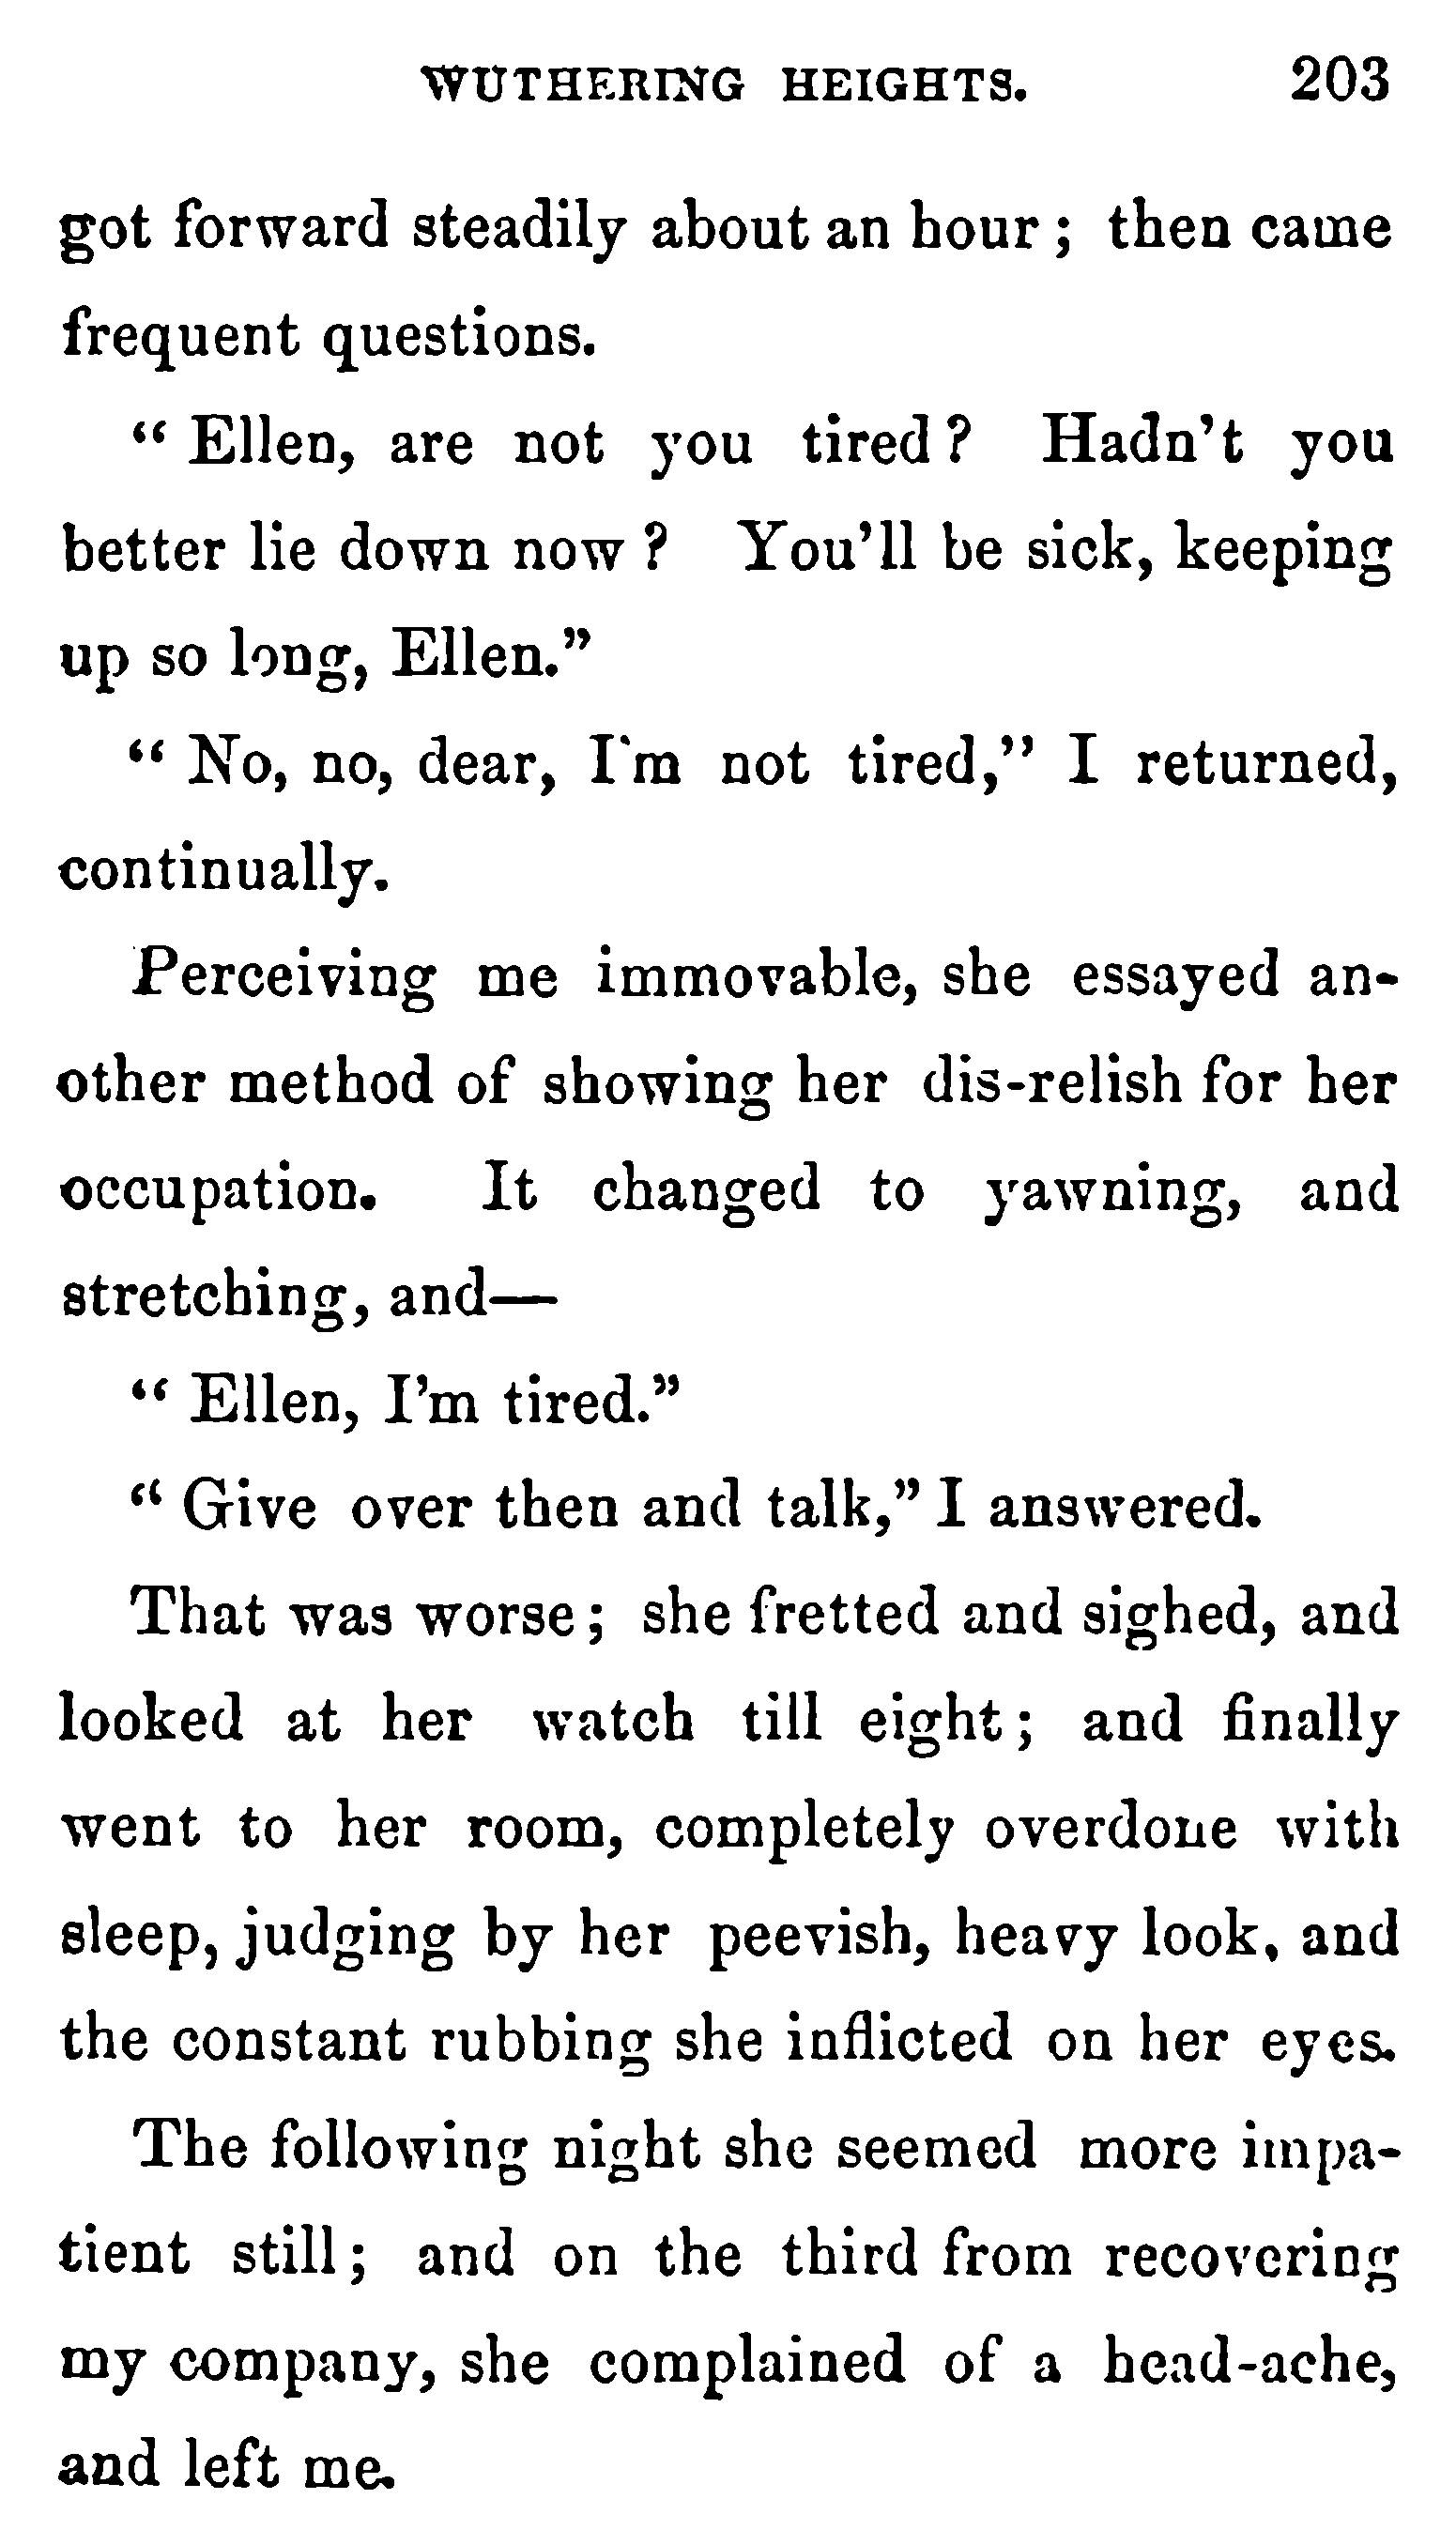 WUTHERING HEIGHTS. 203
got forward steadily about an hour; then came
frequent questions.
“Ellen, are not you tired? Hadn’t you
better lie down now? You’ll be sick, keeping
up so long, Ellen.”
“No, no, dear, I'm not tired,” I returned,
continually.
Perceiving me immovable, she essayed an-
other method of showing her dis-relish for her
occupation. It changed to yawning, and
stretching, and—
“Ellen, I’m tired.”
“Give over then and talk,” I answered.
That was worse; she fretted and sighed, and
looked at her watch till eight; and finally
went to her room, completely overdone with
sleep, judging by her peevish, heavy look, and
the constant rubbing she inflicted on her eyes.
The following night she seemed more impa-
tient still; and on the third from recovering
my company, she complained of a head-ache,
and left me.